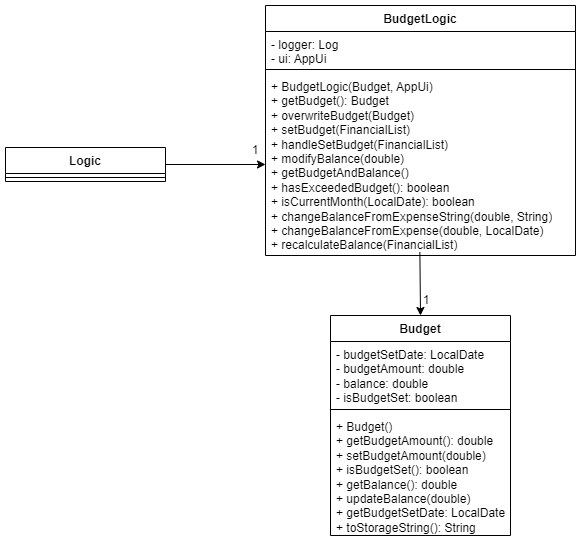 BudgetLogic
- logger: Log
- ui: AppUi
+ BudgetLogic(Budget, AppUi)
+ getBudget(): Budget
+ overwriteBudget(Budget)
+ setBudget(FinancialList)
+ handleSetBudget(FinancialList)
+ modifyBalance(double)
+ getBudgetAndBalance()
+ hasExceededBudget(): boolean
+ isCurrentMonth(LocalDate): boolean
+ changeBalanceFromExpenseString(double, String)
+ changeBalanceFromExpense(double, LocalDate)
+ recalculateBalance(FinancialList)
Logic
1
1
Budget
- budgetSetDate: LocalDate
- budgetAmount: double
- balance: double
- isBudgetSet: boolean
+ Budget()
+ getBudgetAmount(): double
+ setBudgetAmount(double)
+ isBudgetSet(): boolean
+ getBalance(): double
+ updateBalance(double)
+ getBudgetSetDate: LocalDate
+ toStorageString(): String